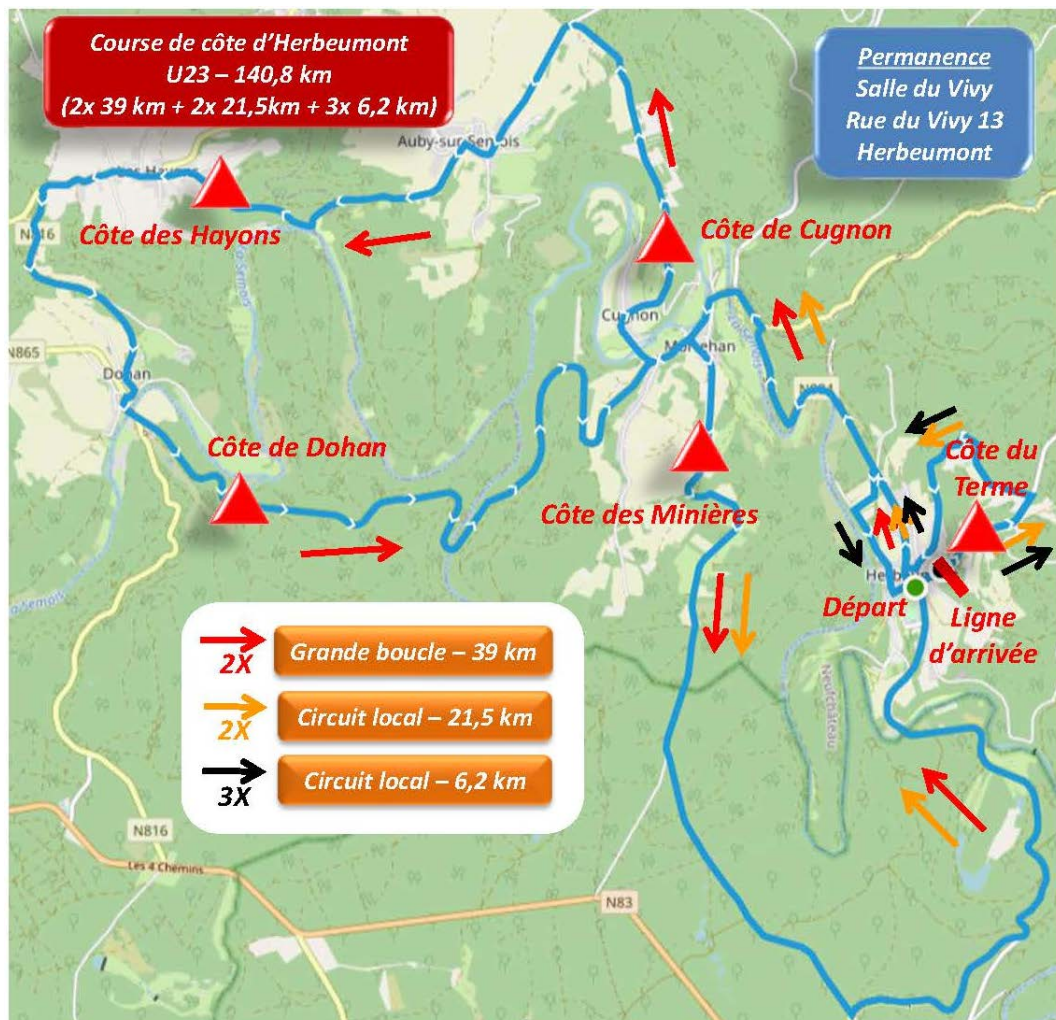 Course de côte d'Herbeumont
U23 – 140,8 km
(2x 39 km + 2x 21,5km + 3x 6,2 km)
Permanence
Salle du Vivy
Rue du Vivy 13
Herbeumont
Auby-sur-Semois
Côte des Hayons
Côte de Cugnon
N816
La Semois
Cugnon
Mortehan
La Semois
N865
Dohan
N884
Côte de Dohan
Côte du
Terme
Côte des Minières
Départ
Ligne
d'arrivée
2X
Grande boucle – 39 km
2X
Circuit local – 21,5 km
3X
Circuit local – 6,2 km
Neufchâteau
N816
Les 4 Chemins
N83